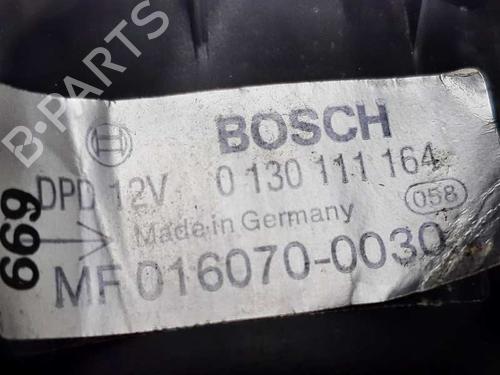 B-PARTS
BOSCH
DPD 12V 0 130 111 164
058
Made in Germany
MF 016070-0030
669